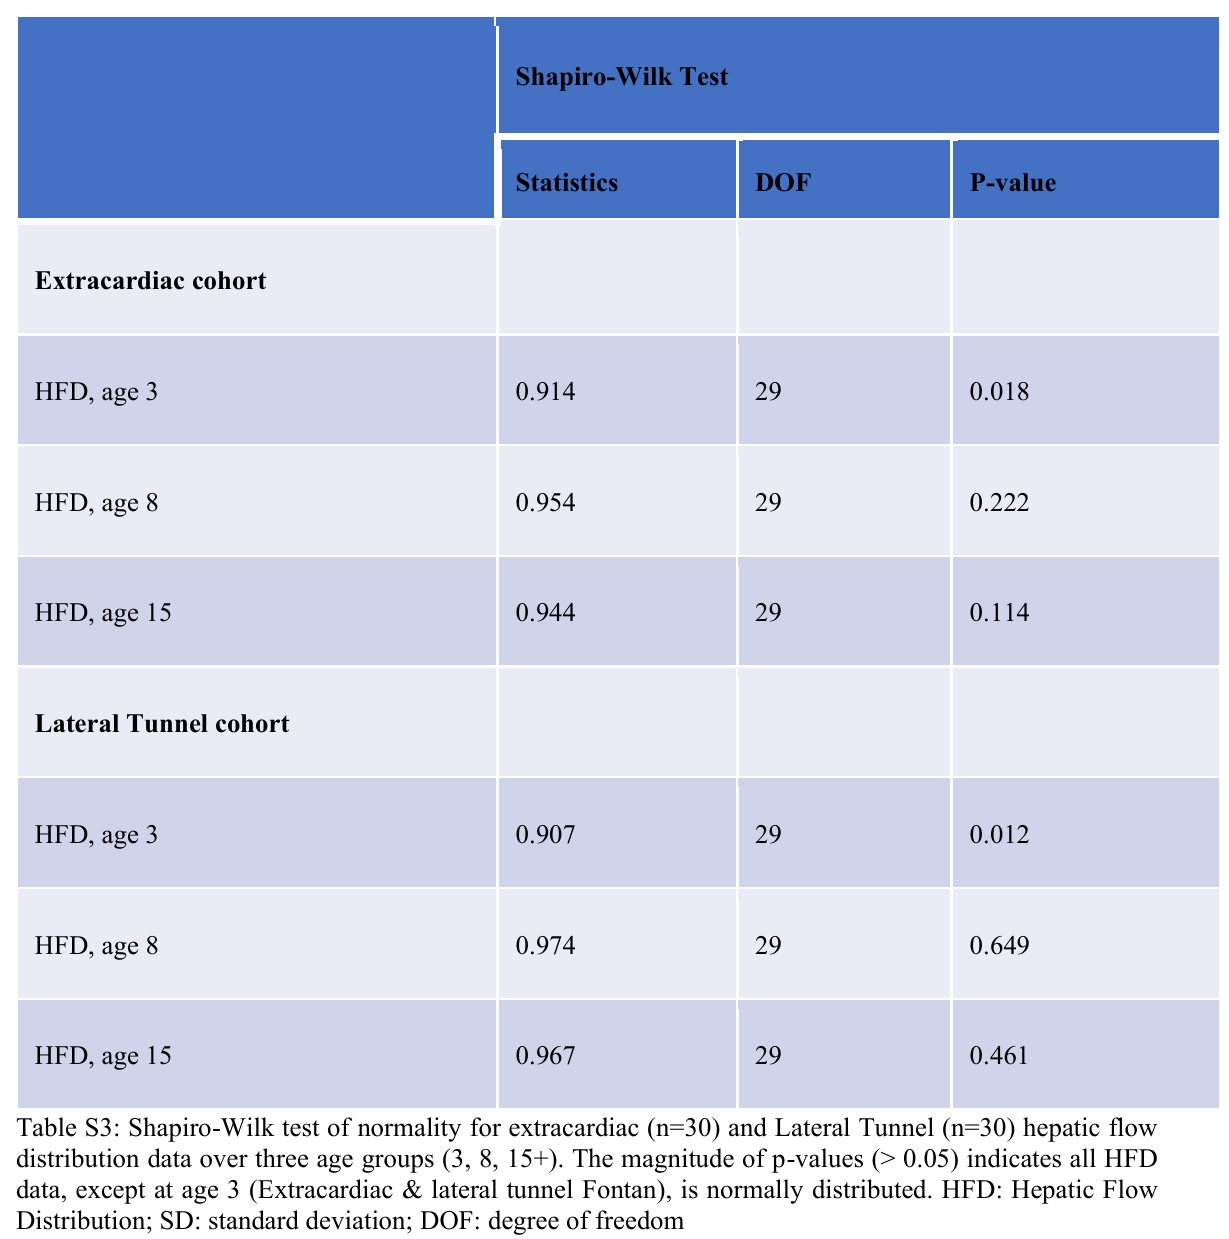 Shapiro-Wilk Test
Statistics DOF P-value
Extracardiac cohort
HFD, age 3 0.914 29 0.018
HFD, age 8 0.954 29 0.222
HFD, age 15 0.944 29 0.114
Lateral Tunnel cohort
HFD, age 3 0.907 29 0.012
HFD, age 8 0.974 29 0.649
HFD, age 15 0.967 29 0.461
Table S3: Shapiro-Wilk test of normality for extracardiac (n=30) and Lateral Tunnel (n=30) hepatic flow
distribution data over three age groups (3, 8, 15+). The magnitude of p-values (> 0.05) indicates all HFD
data, except at age 3 (Extracardiac & lateral tunnel Fontan), is normally distributed. HFD: Hepatic Flow
Distribution; SD: standard deviation; DOF: degree of freedom